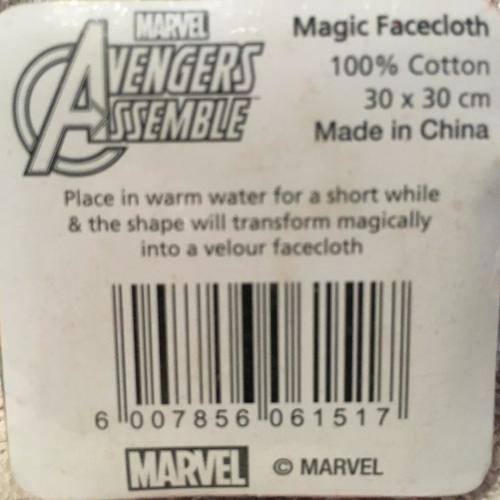 MARVEL
AVENGERS
ASSEMBLE
Magic Facecloth
100% Cotton
30 x 30 cm
Made in China
Place in warm water for a short while
& the shape will transform magically
into a velour facecloth
6 007856 061517
MARVEL © MARVEL